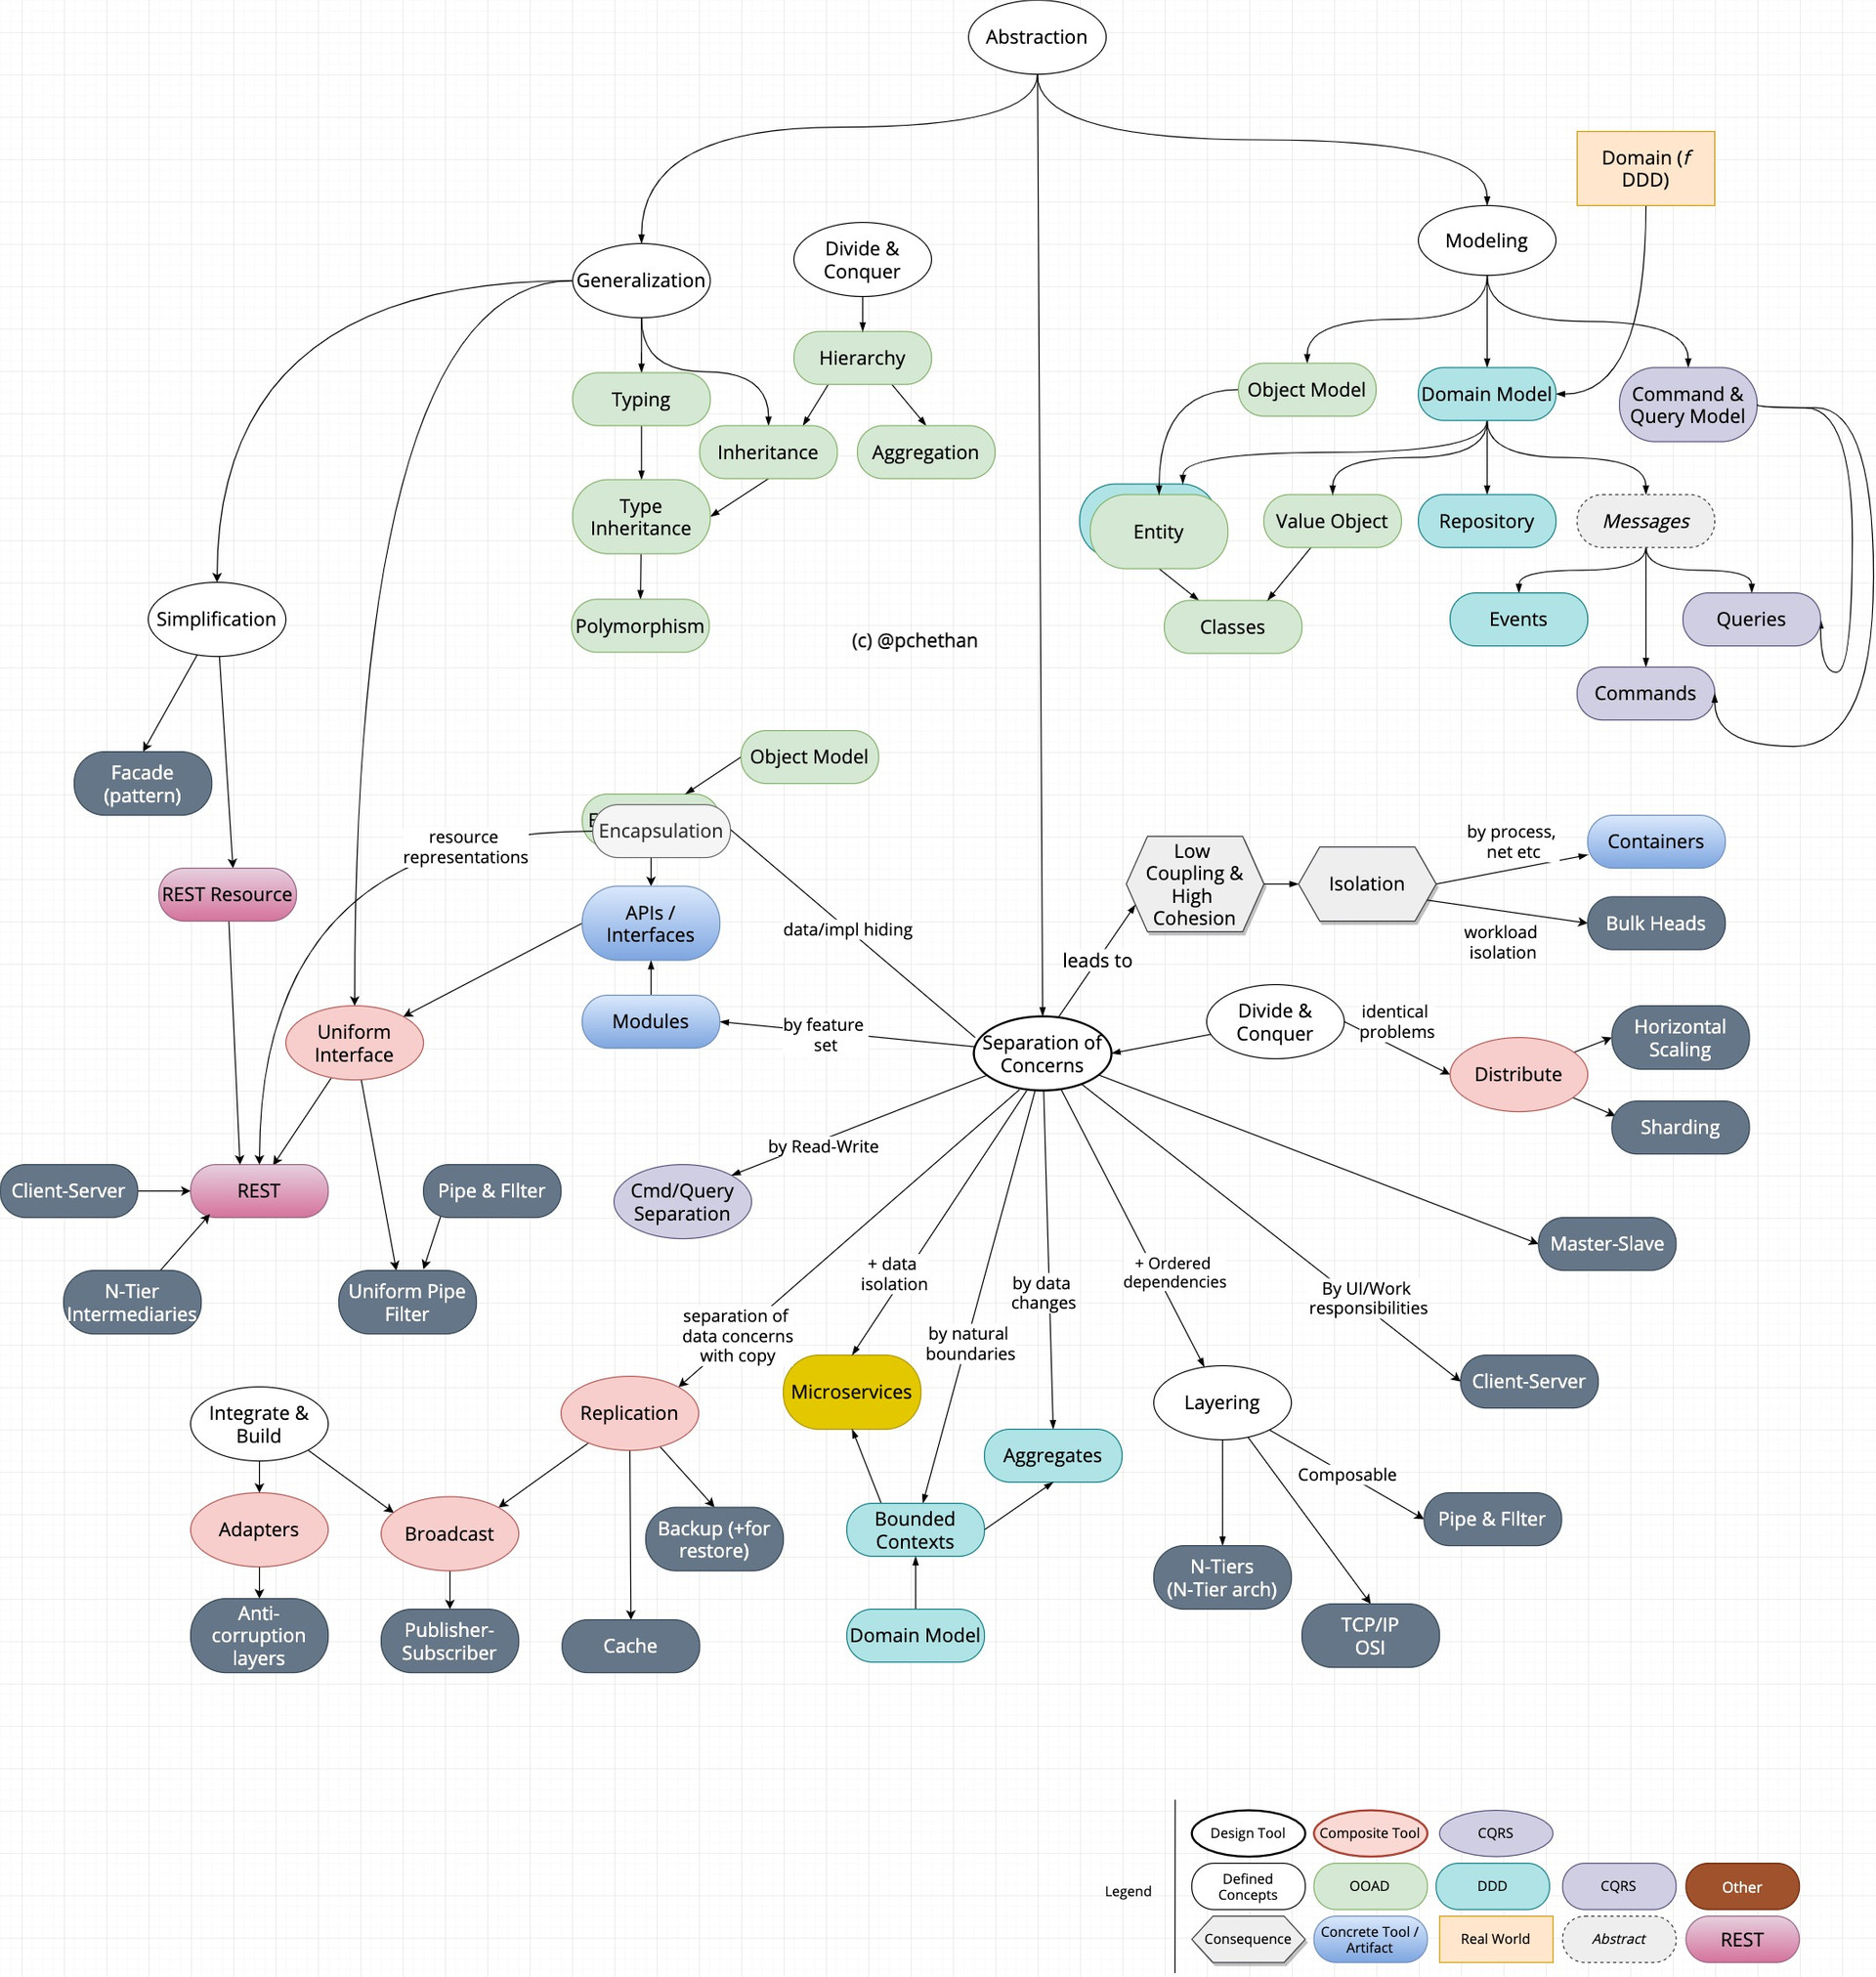 Abstraction
Domain (f
DDD)
Modeling
Divide &
Conquer
Generalization
Hierarchy
Object Model
Domain Model
Command &
Query Model
Typing
Inheritance
Aggregation
Type
Inheritance
Entity
Value Object
Repository
Messages
Simplification
Polymorphism
(c) @pchethan
Classes
Events
Queries
Commands
Facade
(pattern)
Object Model
E
Encapsulation
resource
representations
Low
Coupling &
High
Cohesion
Isolation
by process,
net etc
Containers
REST Resource
APIs /
Interfaces
data/impl hiding
Bulk Heads
workload
isolation
leads to
Uniform
Interface
Modules
by feature
set
Separation of
Concerns
Divide &
Conquer
identical
problems
Distribute
Horizontal
Scaling
Sharding
by Read-Write
Cmd/Query
Separation
Client-Server
REST
Pipe & FIlter
N-Tier
Intermediaries
Uniform Pipe
Filter
Master-Slave
+ data
isolation
by data
changes
+ Ordered
dependencies
By UI/Work
responsibilities
separation of
data concerns
with copy
by natural
boundaries
Microservices
Client-Server
Integrate &
Build
Replication
Layering
Aggregates
Composable
Adapters
Broadcast
Backup (+for
restore)
Bounded
Contexts
Pipe & FIlter
N-Tiers
(N-Tier arch)
Anti-
corruption
layers
Publisher-
Subscriber
Cache
Domain Model
TCP/IP
OSI
Legend
Design Tool
Composite Tool
CQRS
Defined
Concepts
OOAD
DDD
CQRS
Other
Consequence
Concrete Tool /
Artifact
Real World
Abstract
REST